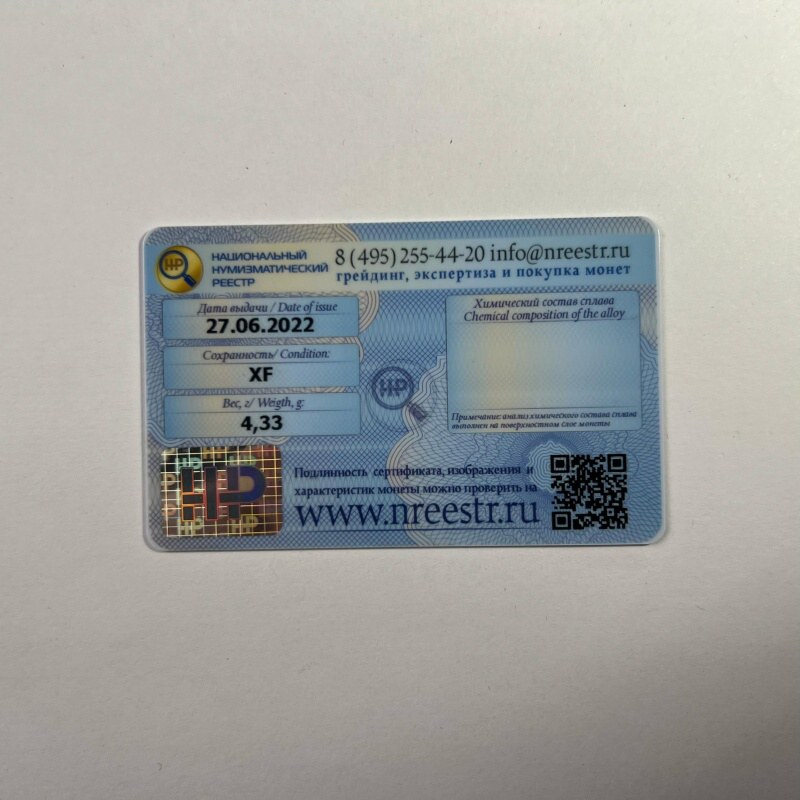 НАЦИОНАЛЬНЫЙ
НУМИЗМАТИЧЕСКИЙ
РЕЕСТР
8 (495) 255-44-20 info@nreestr.ru
грейдинг, экспертиза и покупка монет
Дата выдачи / Date of issue
27.06.2022
Сохранность/ Condition:
XF
Вес, г/ Weigth, g:
4,33
Химический состав сплава
Chemical composition of the alloy
Примечание: анализ химического состава сплава
выполнен на поверхностном слое монеты
НР
НР
Подлинность сертификата, изображения и
характеристик монеты можно проверить на
www.nreestr.ru